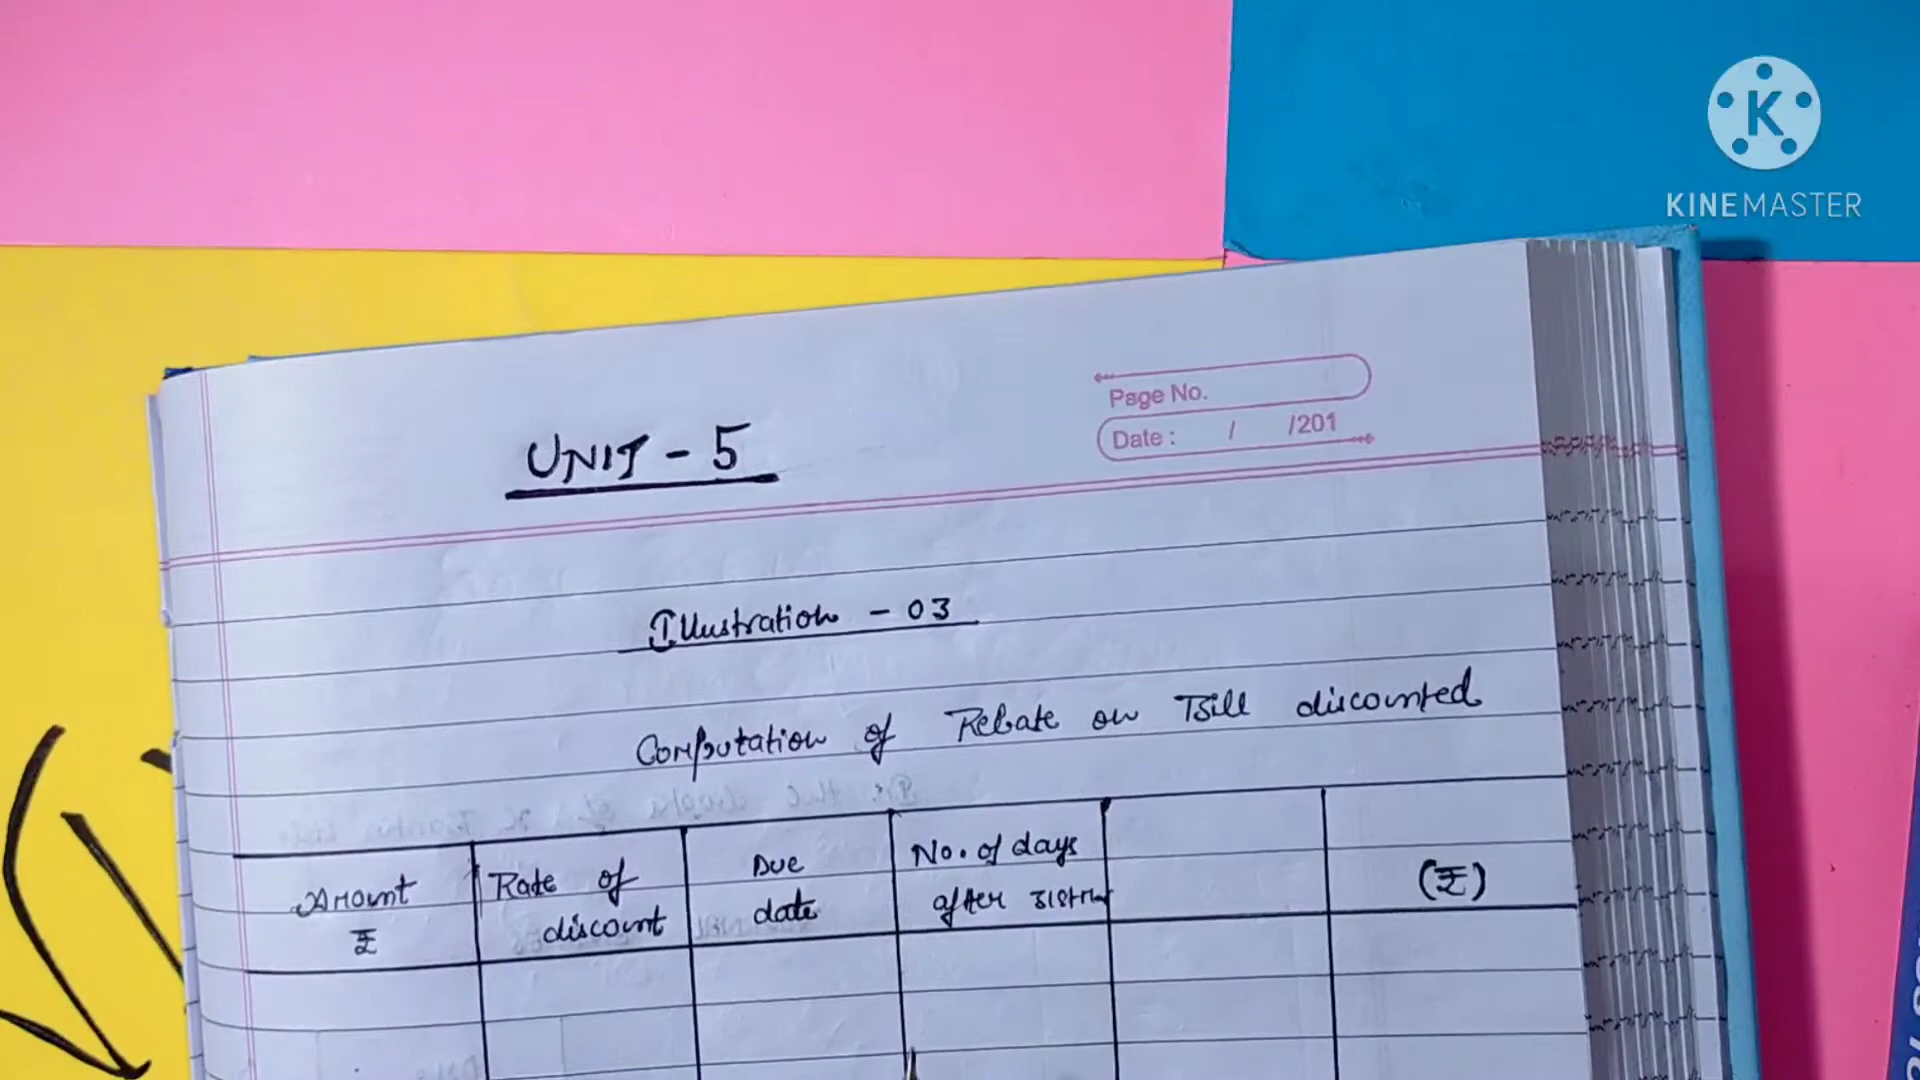 KINEMASTER
Page No.
Date : / /201
UNIT - 5
Illustration - 03
Computation of Rebate on Bill discounted
Amount ₹
Rate of discount
Due date
No. of days after 31st
(₹)